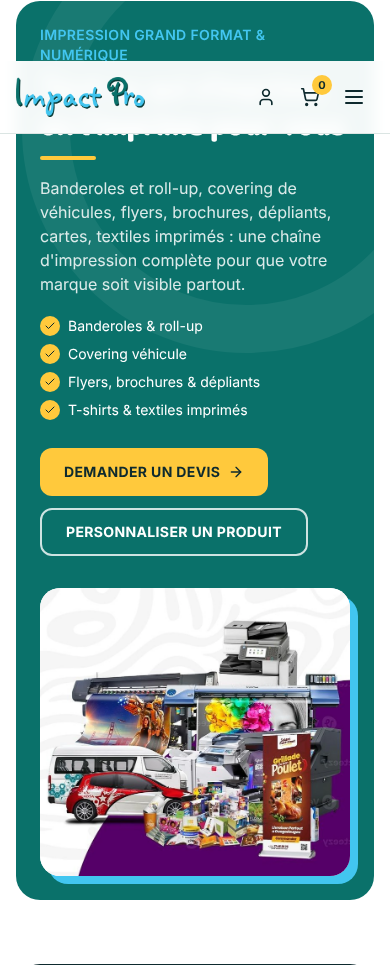 IMPRESSION GRAND FORMAT &
NUMÉRIQUE
Impact Pro
0
Banderoles et roll-up, covering de
véhicules, flyers, brochures, dépliants,
cartes, textiles imprimés : une chaîne
d'impression complète pour que votre
marque soit visible partout.
Banderoles & roll-up
Covering véhicule
Flyers, brochures & dépliants
T-shirts & textiles imprimés
DEMANDER UN DEVIS
PERSONNALISER UN PRODUIT
Grillade
Poulet